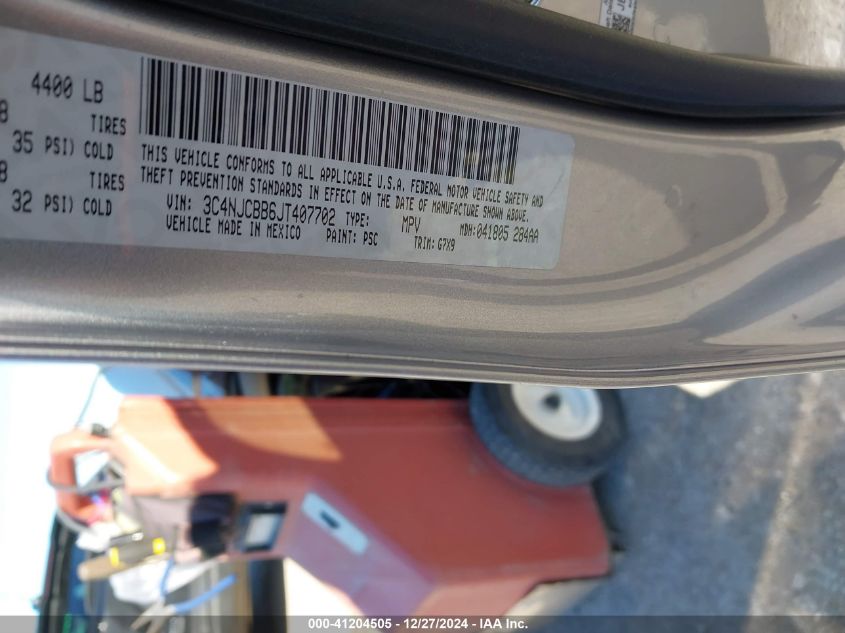 4400 LB
TIRES
35 PSI) COLD
TIRES
32 PSI) COLD
THIS VEHICLE CONFORMS TO ALL APPLICABLE U.S.A. FEDERAL MOTOR VEHICLE SAFETY AND
THEFT PREVENTION STANDARDS IN EFFECT ON THE DATE OF MANUFACTURE SHOWN ABOVE.
VIN: 3C4NJCBB6JT407702 TYPE: MPV MDH:041805 284AA
VEHICLE MADE IN MEXICO PAINT: PSC TRIM: G7X9
000-41204505 - 12/27/2024 - IAA Inc.